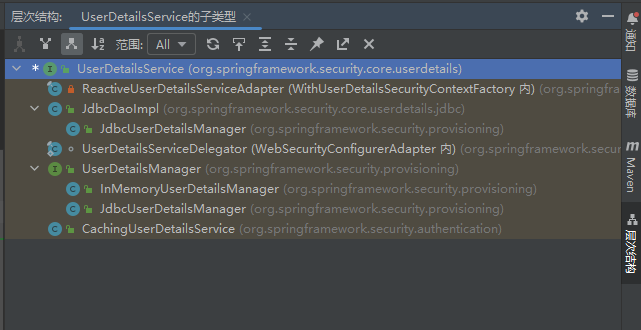 层次结构: UserDetailsService的子类型
范围: All
* UserDetailsService (org.springframework.security.core.userdetails)
ReactiveUserDetailsServiceAdapter (WithUserDetailsSecurityContextFactory 内) (org.springfram
JdbcDaoImpl (org.springframework.security.core.userdetails.jdbc)
JdbcUserDetailsManager (org.springframework.security.provisioning)
UserDetailsServiceDelegator (WebSecurityConfigurerAdapter 内) (org.springframework.secu
UserDetailsManager (org.springframework.security.provisioning)
InMemoryUserDetailsManager (org.springframework.security.provisioning)
JdbcUserDetailsManager (org.springframework.security.provisioning)
CachingUserDetailsService (org.springframework.security.authentication)
通知
数据库
Maven
层次结构